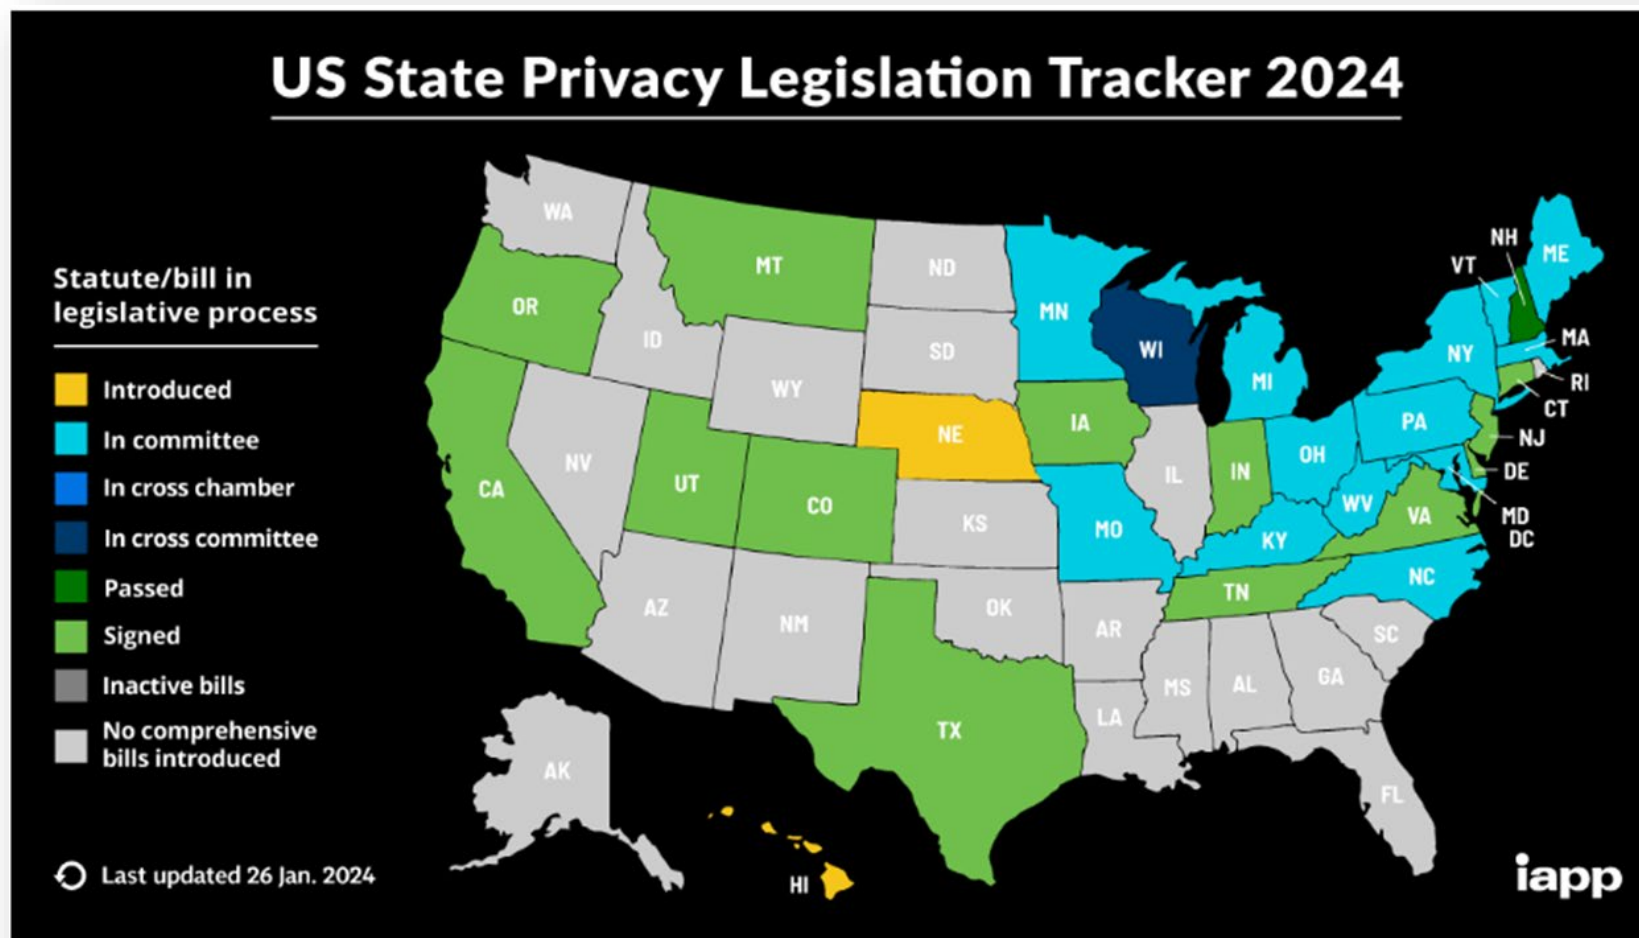 US State Privacy Legislation Tracker 2024
Statute/bill in
legislative process
Introduced
In committee
In cross chamber
In cross committee
Passed
Signed
Inactive bills
No comprehensive
bills introduced
Last updated 26 Jan. 2024
WA
MT
ND
MN
OR
ID
SD
WY
WI
MI
NH
VT
ME
NY
MA
RI
CT
NE
IA
PA
NJ
NV
UT
CO
CA
IL
IN
OH
DE
WV
VA
MD
DC
KS
MO
KY
NC
AZ
NM
OK
AR
TN
SC
MS
AL
GA
LA
TX
FL
AK
HI
iapp